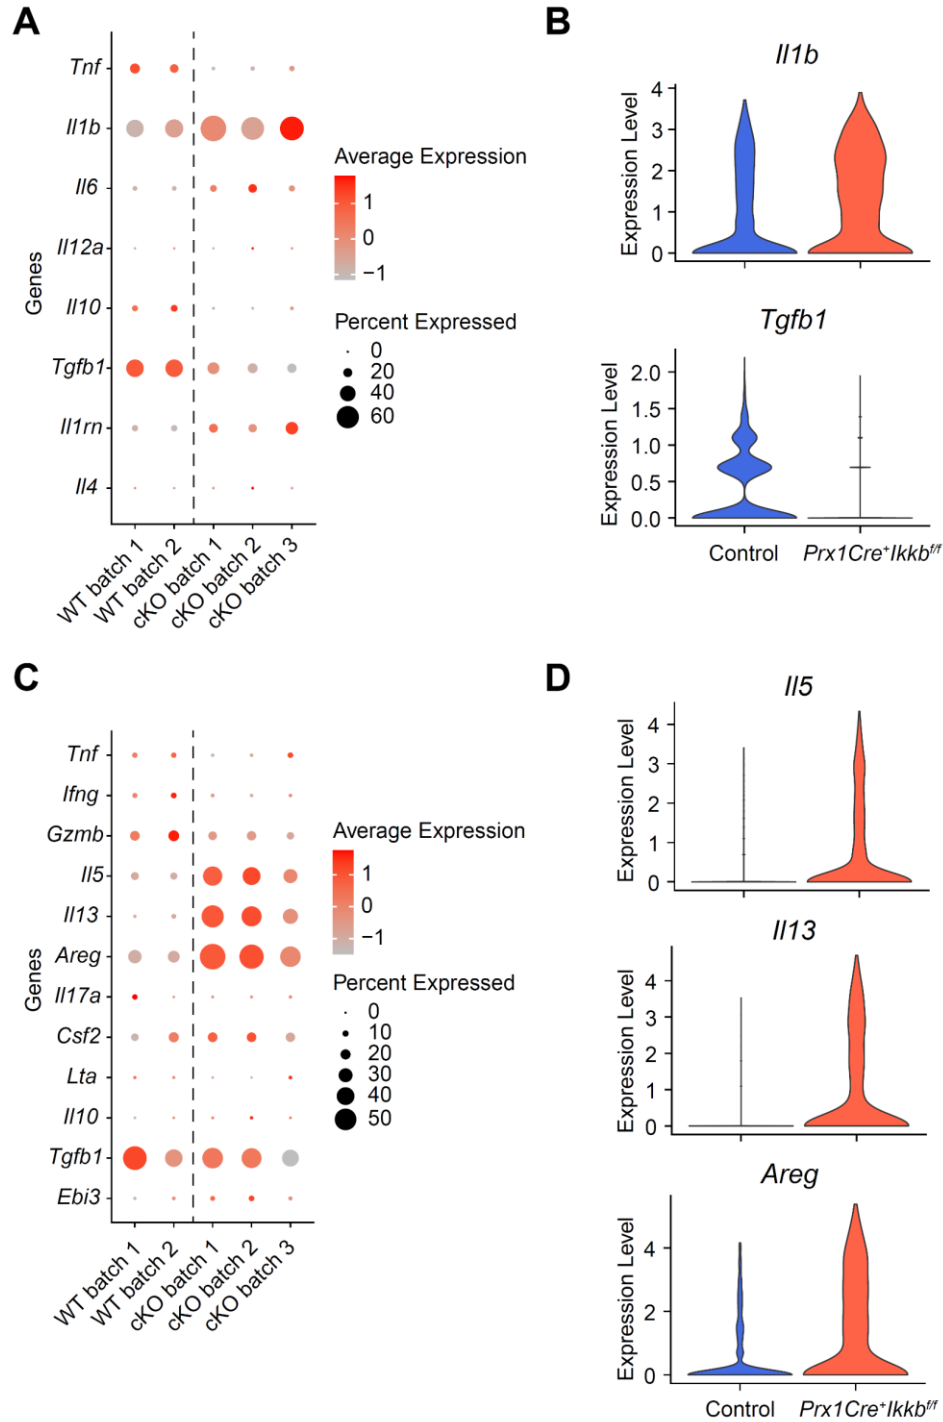 A
Genes
Tnf
Il1b
Il6
Il12a
Il10
Tgfb1
Il1rn
Il4
WT batch 1
WT batch 2
cKO batch 1
cKO batch 2
cKO batch 3
Average Expression
1
0
−1
Percent Expressed
0
20
40
60
B
Il1b
Expression Level
4
3
2
1
0
Tgfb1
Expression Level
2.0
1.5
1.0
0.5
0.0
Control
Prx1Cre+Ikkbf/f
C
Genes
Tnf
Ifng
Gzmb
Il5
Il13
Areg
Il17a
Csf2
Lta
Il10
Tgfb1
Ebi3
WT batch 1
WT batch 2
cKO batch 1
cKO batch 2
cKO batch 3
Average Expression
1
0
−1
Percent Expressed
0
10
20
30
40
50
D
Il5
Expression Level
4
3
2
1
0
Il13
Expression Level
4
3
2
1
0
Areg
Expression Level
4
2
0
Control
Prx1Cre+Ikkbf/f